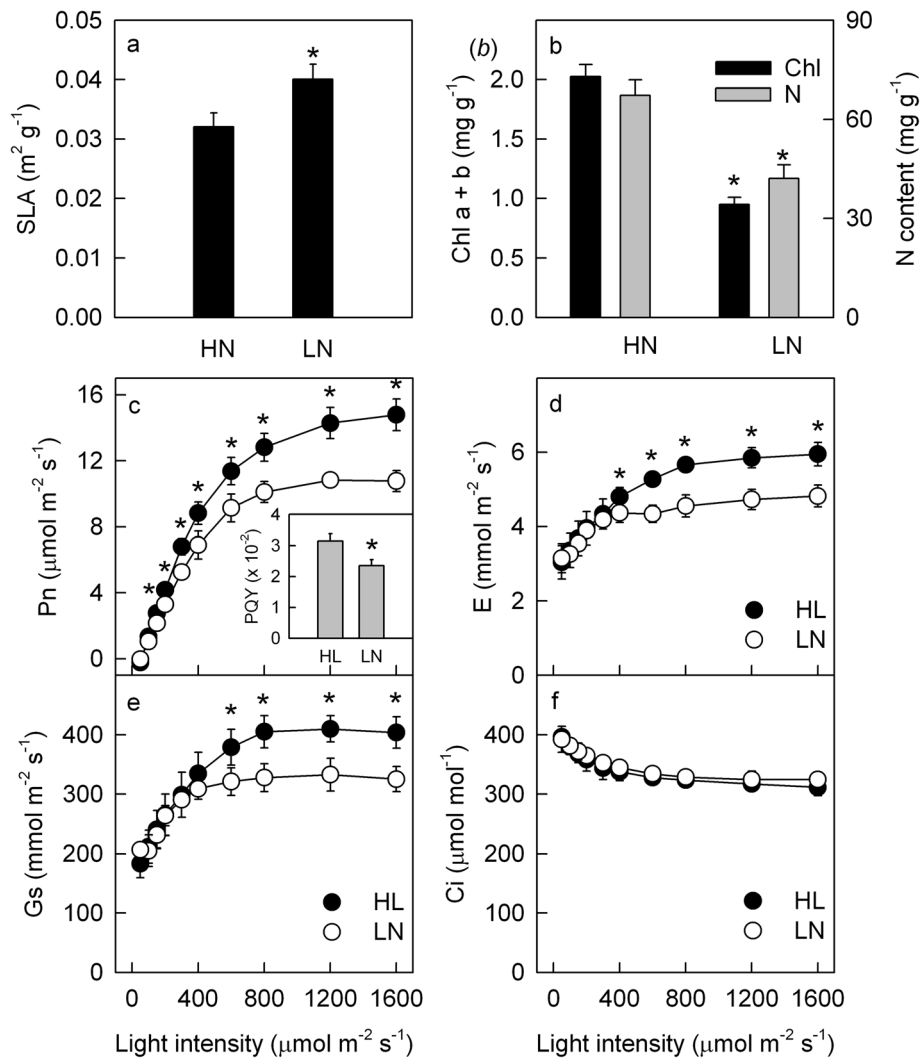 a
SLA (m² g⁻¹)
0.05
0.04
0.03
0.02
0.01
0.00
*
HN
LN
(b)
b
Chl a + b (mg g⁻¹)
2.0
1.5
1.0
0.5
0.0
Chl
N
*
*
90
60
30
0
N content (mg g⁻¹)
HN
LN
c
Pn (μmol m⁻² s⁻¹)
16
12
8
4
0
* * * * * * * *
PQY (x 10⁻²)
4
3
2
1
0
*
HL
LN
d
E (mmol m⁻² s⁻¹)
6
4
2
0
* * * * *
HL
LN
e
Gs (mmol m⁻² s⁻¹)
400
300
200
100
0
* * * *
HL
LN
0 400 800 1200 1600
Light intensity (μmol m⁻² s⁻¹)
f
Ci (μmol mol⁻¹)
400
300
200
100
0
HL
LN
0 400 800 1200 1600
Light intensity (μmol m⁻² s⁻¹)